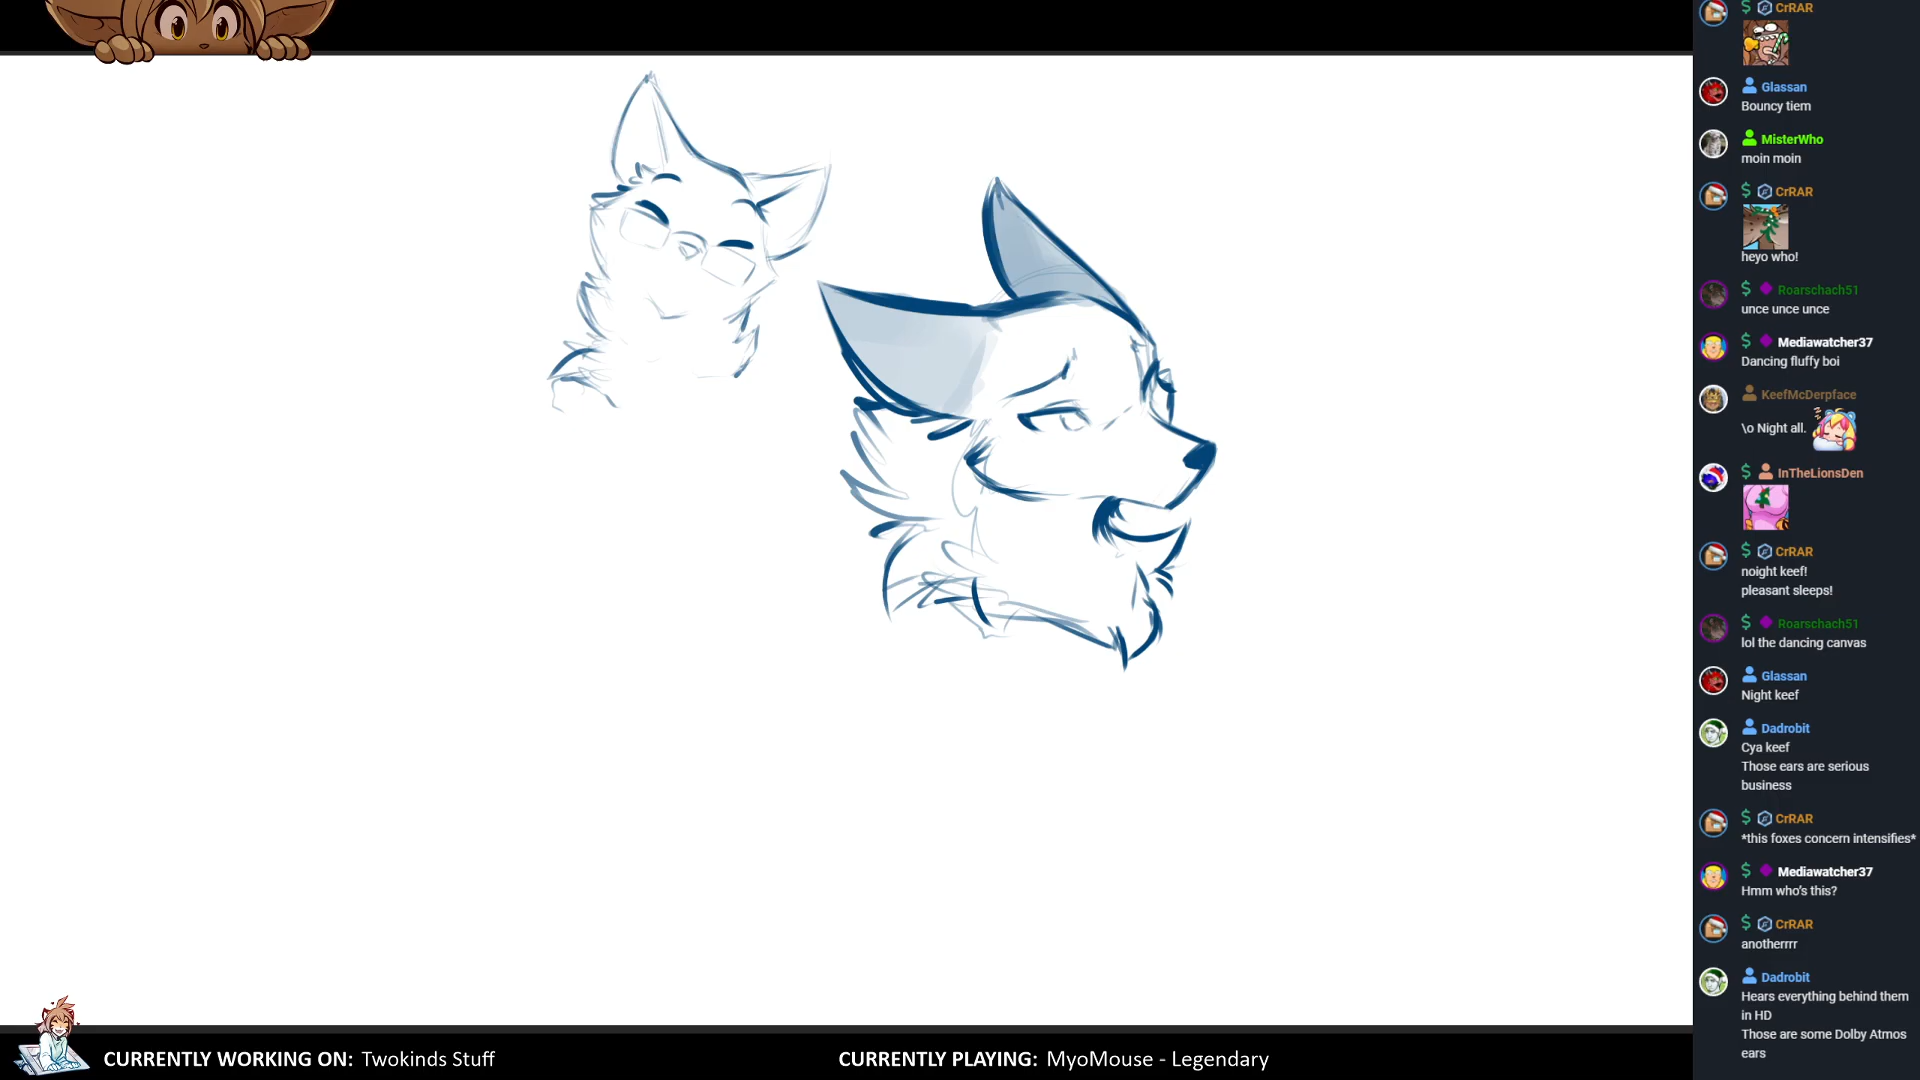 $ CrRAR
Glassan
Bouncy tiem
MisterWho
moin moin
$ CrRAR
heyo who!
$ Roarschach51
unce unce unce
$ Mediawatcher37
Dancing fluffy boi
KeefMcDerpface
\o Night all.
$ InTheLionsDen
$ CrRAR
noight keef!
pleasant sleeps!
$ Roarschach51
lol the dancing canvas
Glassan
Night keef
Dadrobit
Cya keef
Those ears are serious
business
$ CrRAR
*this foxes concern intensifies*
$ Mediawatcher37
Hmm who's this?
$ CrRAR
anotherrrr
Dadrobit
Hears everything behind them
in HD
Those are some Dolby Atmos
ears
CURRENTLY WORKING ON: Twokinds Stuff
CURRENTLY PLAYING: MyoMouse - Legendary